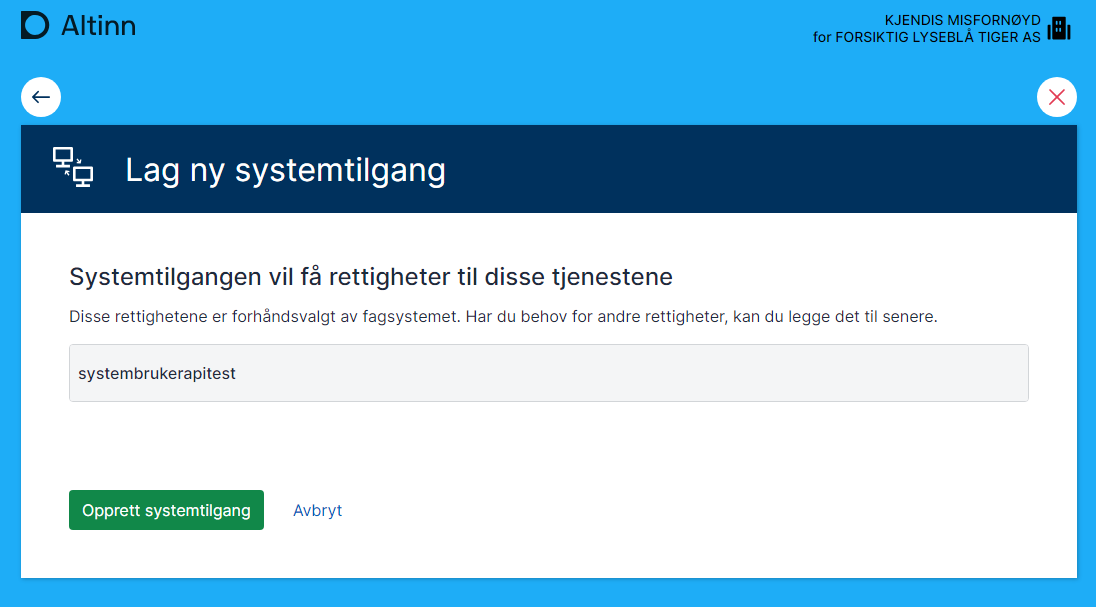 Altinn
KJENDIS MISFORNØYD
for FORSIKTIG LYSEBLÅ TIGER AS
Lag ny systemtilgang
Systemtilgangen vil få rettigheter til disse tjenestene
Disse rettighetene er forhåndsvalgt av fagsystemet. Har du behov for andre rettigheter, kan du legge det til senere.
systembrukerapitest
Opprett systemtilgang
Avbryt